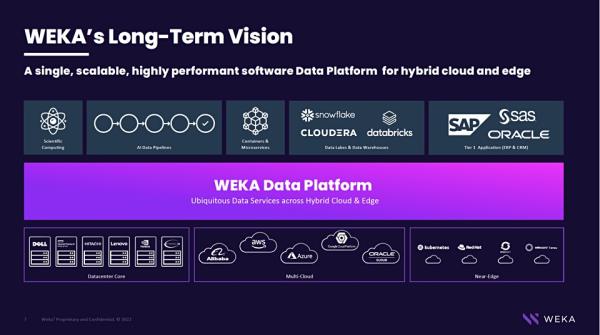 WEKA's Long-Term Vision
A single, scalable, highly performant software Data Platform for hybrid cloud and edge
Scientific
Computing
AI Data Pipelines
Containers &
Microservices
snowflake
CLOUDERA
databricks
Data Lakes & Data Warehouses
SAP
sas
ORACLE
Tier 1 Application (ERP & CRM)
WEKA Data Platform
Ubiquitous Data Services across Hybrid Cloud & Edge
DELL
HITACHI
Lenovo
Datacenter Core
Alibaba
aws
Azure
Google Cloud Platform
ORACLE
CLOUD
Multi-Cloud
kubernetes
Red Hat
Near-Edge
7
Weka® Proprietary and Confidential. © 2022
WEKA